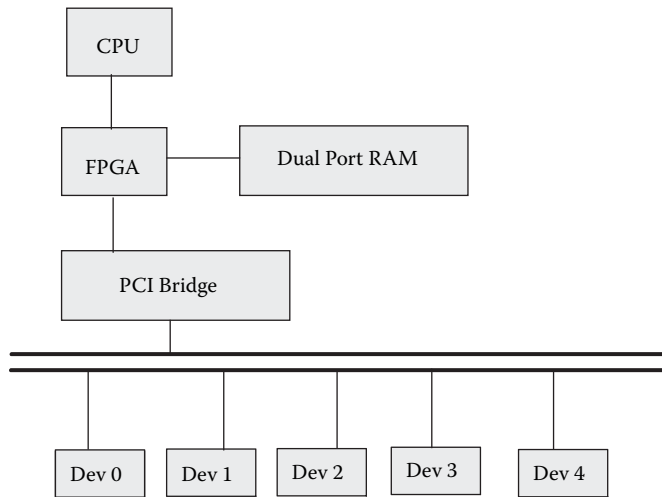 CPU
FPGA
Dual Port RAM
PCI Bridge
Dev 0
Dev 1
Dev 2
Dev 3
Dev 4